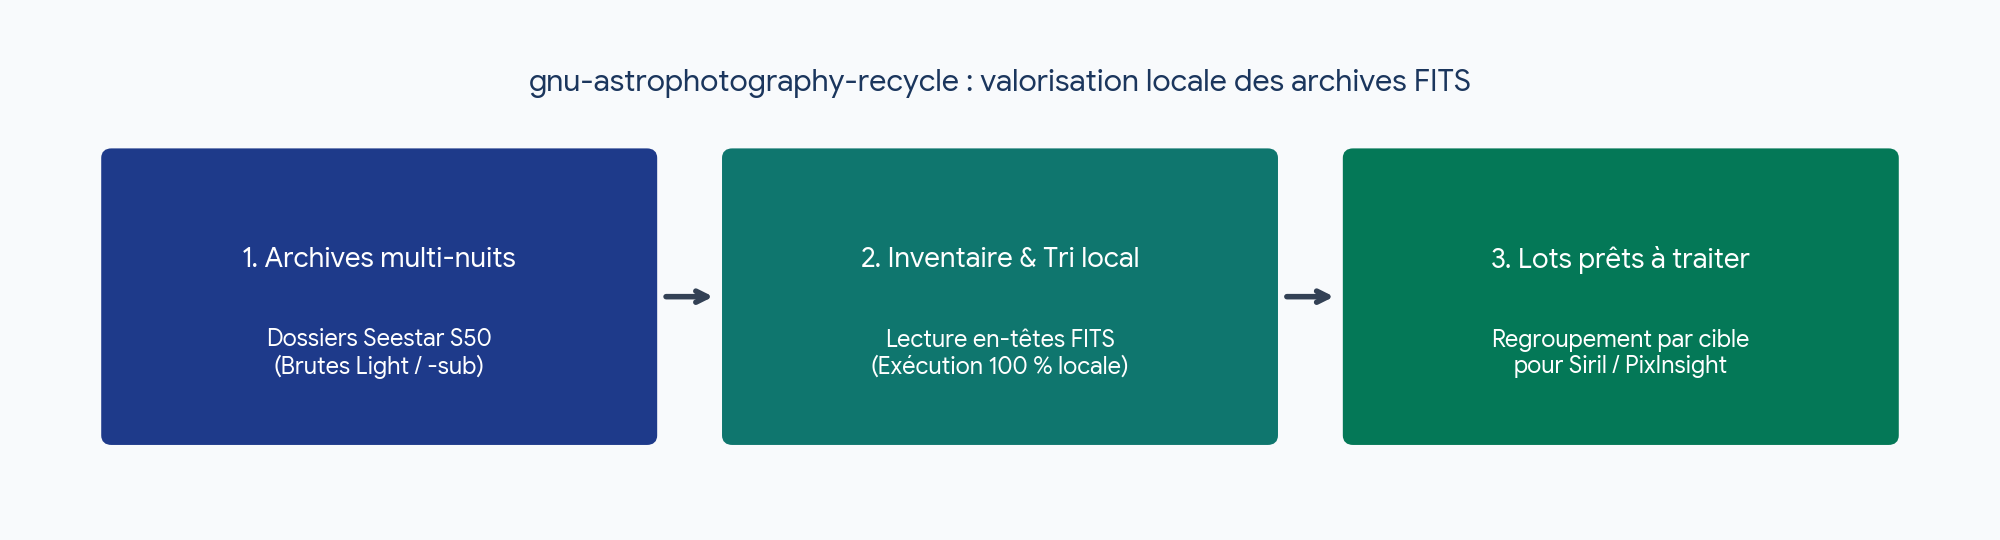 gnu-astrophotography-recycle : valorisation locale des archives FITS
1. Archives multi-nuits
Dossiers Seestar S50
(Brutes Light / -sub)
2. Inventaire & Tri local
Lecture en-têtes FITS
(Exécution 100 % locale)
3. Lots prêts à traiter
Regroupement par cible
pour Siril / PixInsight